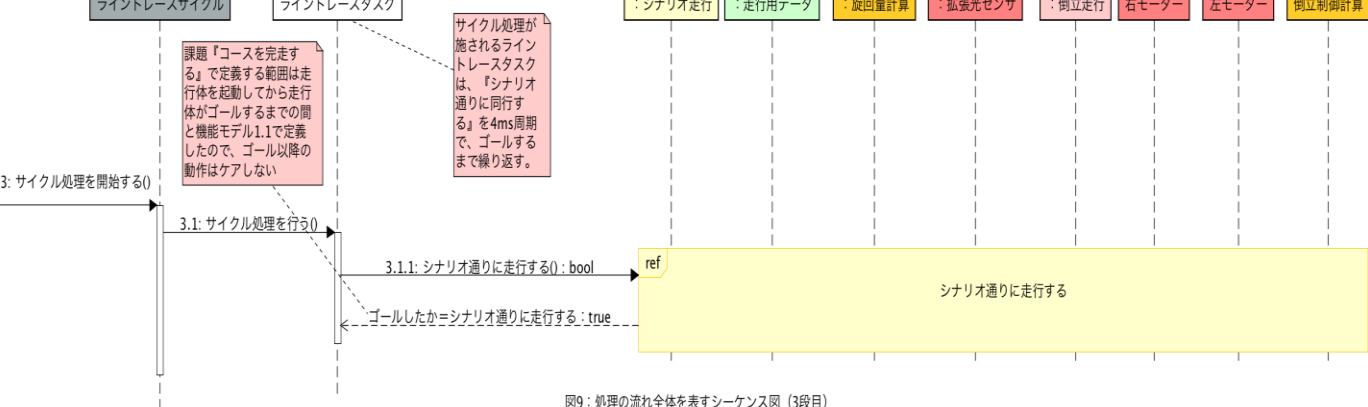 ライントレースサイクル
ライントレースタスク
：シナリオ走行
：走行用データ
：旋回量計算
：拡張光センサ
：倒立走行
右モーター
左モーター
倒立制御計算
サイクル処理が
施されるライン
トレースタスク
は、『シナリオ
通りに同行す
る』を4ms周期
で、ゴールする
まで繰り返す。
課題『コースを完走す
る』で定義する範囲は走
行体を起動してから走行
体がゴールするまでの間
と機能モデル1.1で定義
したので、ゴール以降の
動作はケアしない
3: サイクル処理を開始する()
3.1: サイクル処理を行う()
3.1.1: シナリオ通りに走行する() : bool
ref
シナリオ通りに走行する
ゴールしたか＝シナリオ通りに走行する：true
図9：処理の流れ全体を表すシーケンス図（3段目）